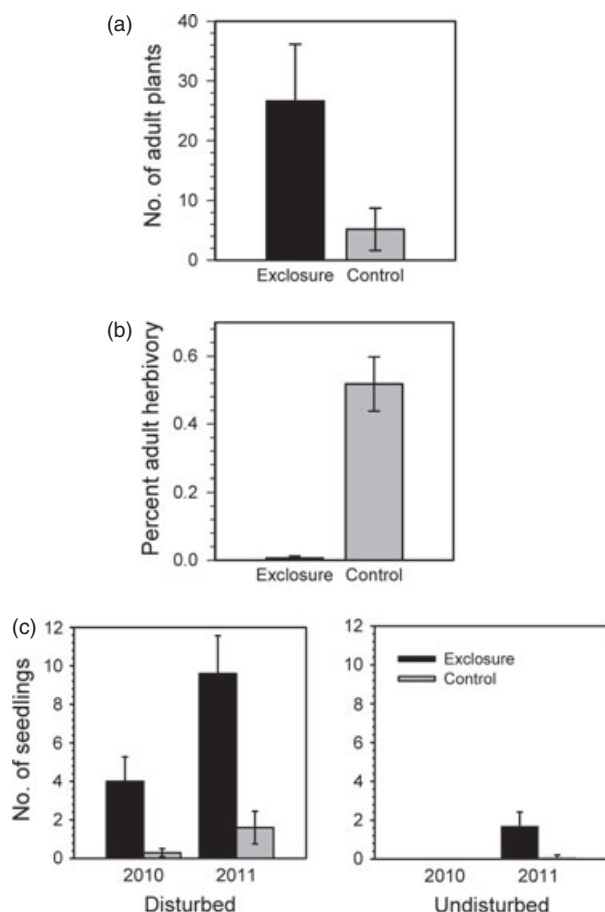 (a)
No. of adult plants
40
30
20
10
0
Exclosure Control
(b)
Percent adult herbivory
0.6
0.4
0.2
0.0
Exclosure Control
(c)
No. of seedlings
12
10
8
6
4
2
0
2010 2011
Disturbed
12
10
8
6
4
2
0
Exclosure
Control
2010 2011
Undisturbed